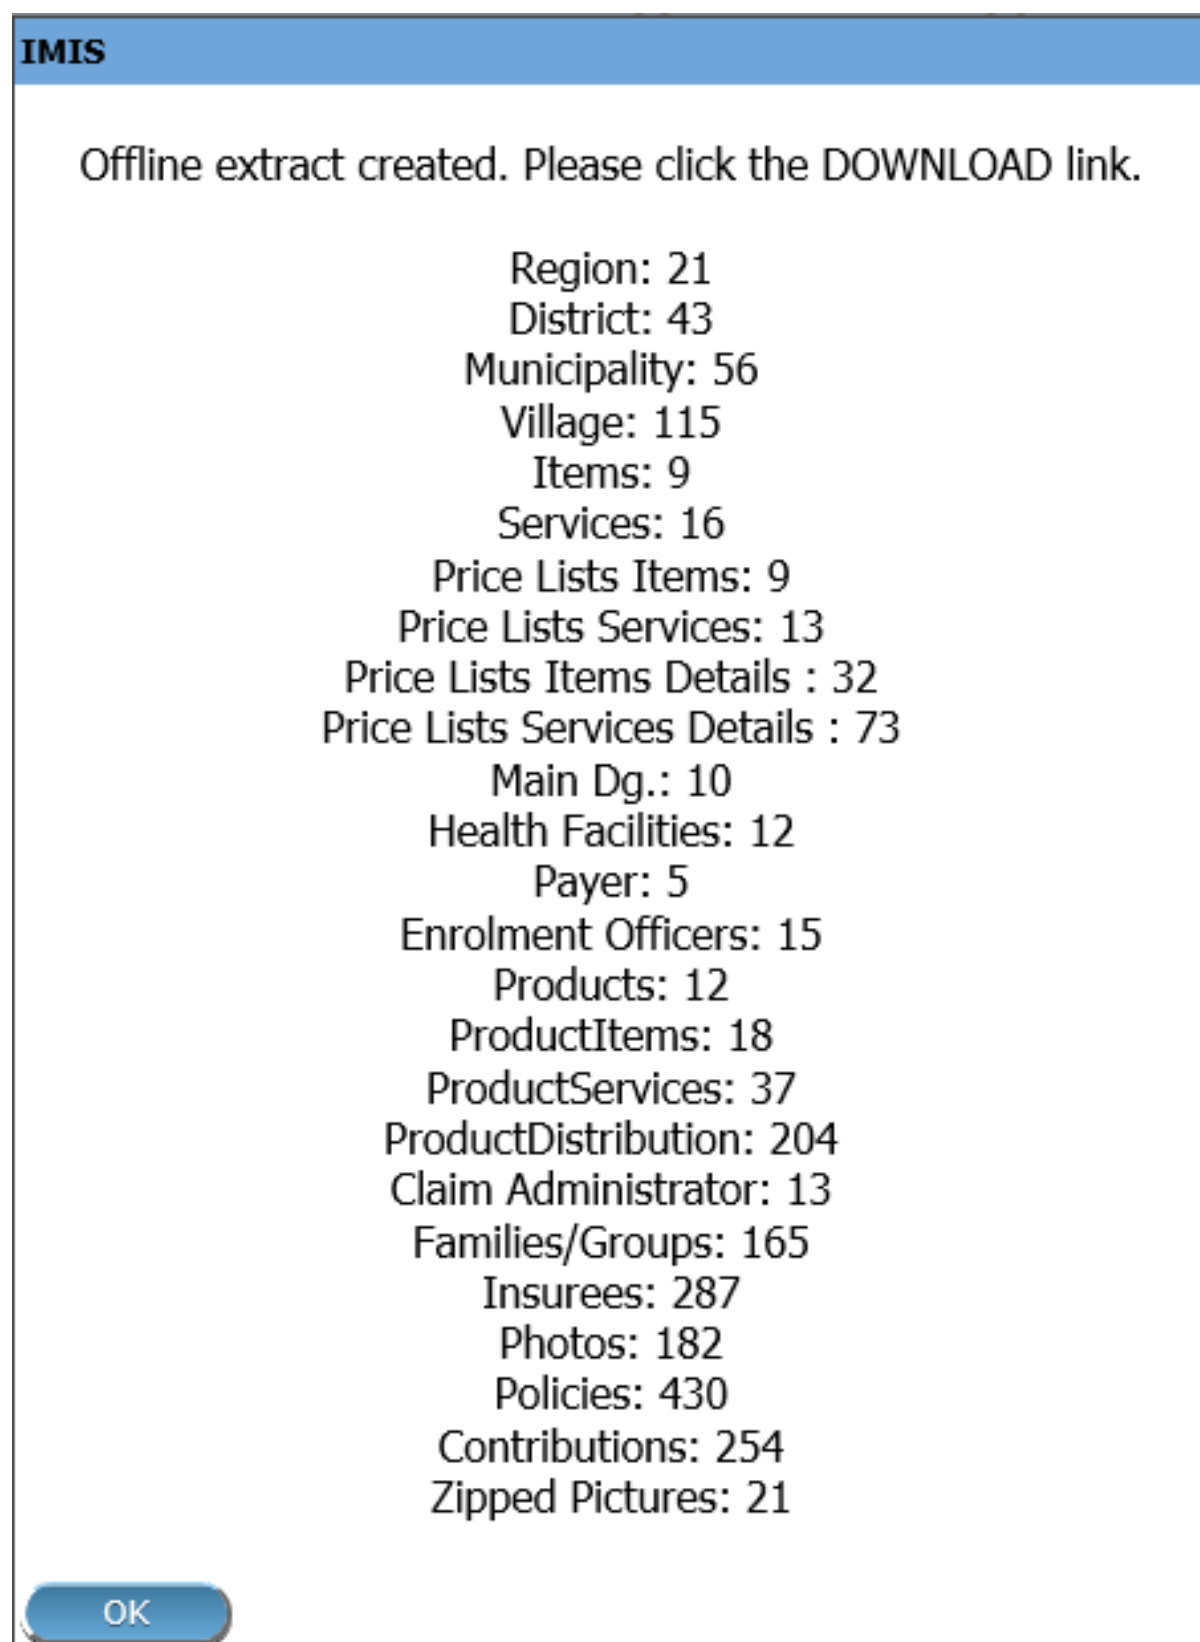 IMIS
Offline extract created. Please click the DOWNLOAD link.
Region: 21
District: 43
Municipality: 56
Village: 115
Items: 9
Services: 16
Price Lists Items: 9
Price Lists Services: 13
Price Lists Items Details : 32
Price Lists Services Details : 73
Main Dg.: 10
Health Facilities: 12
Payer: 5
Enrolment Officers: 15
Products: 12
ProductItems: 18
ProductServices: 37
ProductDistribution: 204
Claim Administrator: 13
Families/Groups: 165
Insurees: 287
Photos: 182
Policies: 430
Contributions: 254
Zipped Pictures: 21
OK